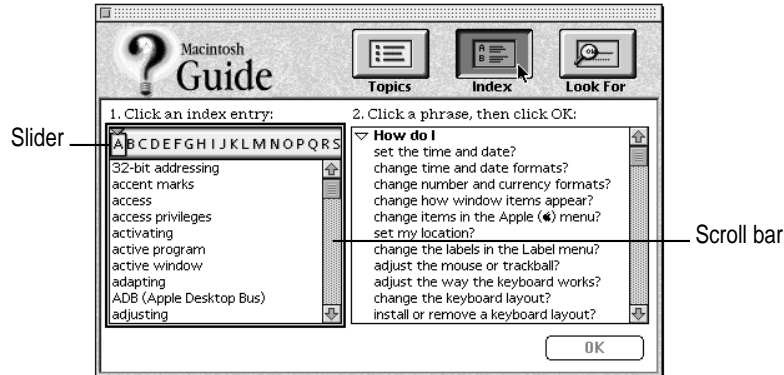 Macintosh
Guide
Topics
Index
Look For
1. Click an index entry:
2. Click a phrase, then click OK:
Slider
A B C D E F G H I J K L M N O P Q R S
32-bit addressing
accent marks
access
access privileges
activating
active program
active window
adapting
ADB (Apple Desktop Bus)
adjusting
How do I
set the time and date?
change time and date formats?
change number and currency formats?
change how window items appear?
change items in the Apple () menu?
set my location?
change the labels in the Label menu?
adjust the mouse or trackball?
adjust the way the keyboard works?
change the keyboard layout?
install or remove a keyboard layout?
Scroll bar
OK